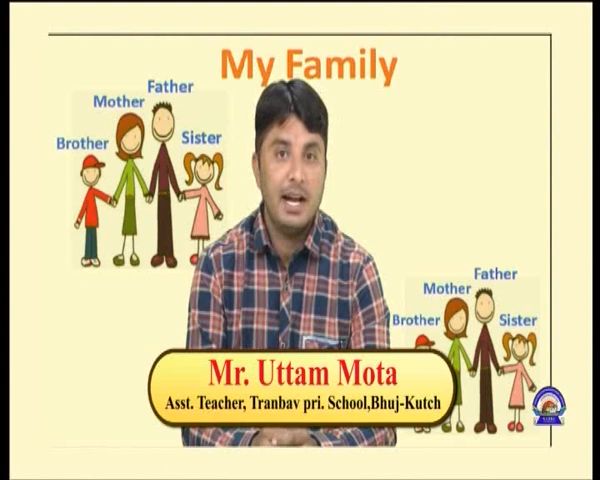 My Family
Father
Mother
Brother
Sister
Father
Mother
Brother
Sister
Mr. Uttam Mota
Asst. Teacher, Tranbav pri. School,Bhuj-Kutch